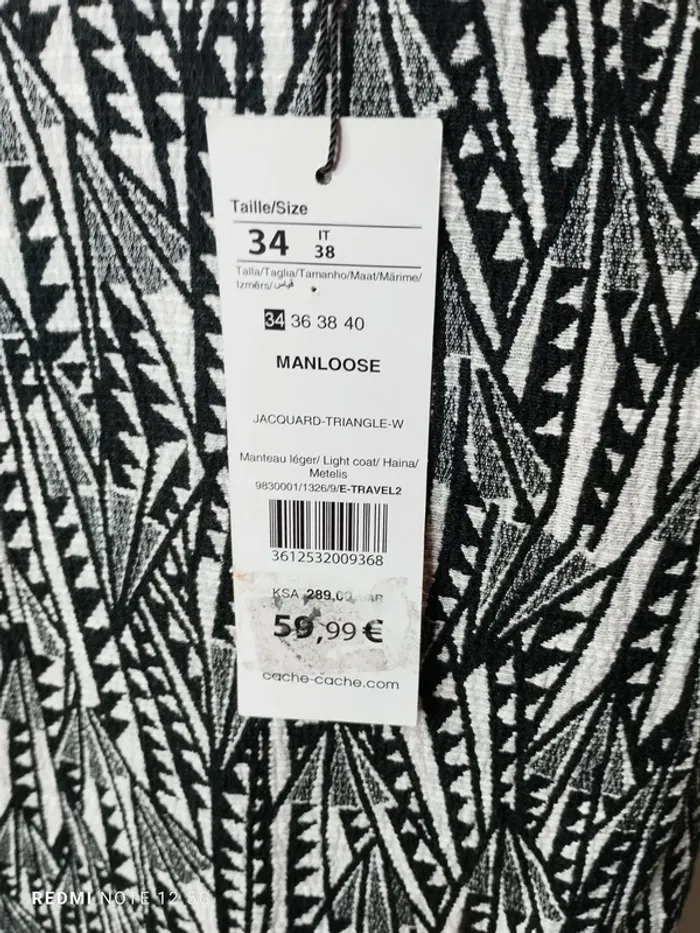 Taille/Size
34 IT 38
Talla/Taglia/Tamanho/Maat/Mărime/
Izmērs/ قياس
34 36 38 40
MANLOOSE
JACQUARD-TRIANGLE-W
Manteau léger/ Light coat/ Haina/
Metelis
9830001/1326/9/E-TRAVEL2
3612532009368
KSA 289,00
59,99 €
cache-cache.com
REDMI NOTE 12 5G